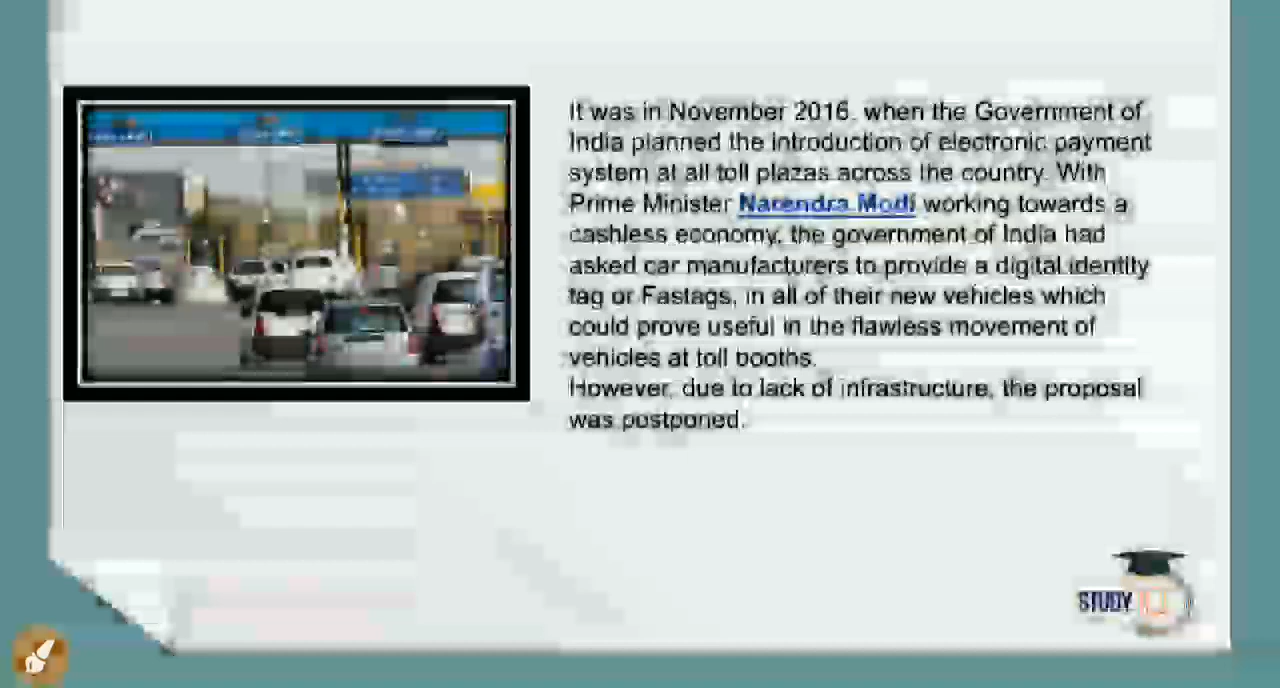 It was in November 2016, when the Government of
India planned the introduction of electronic payment
system at all toll plazas across the country. With
Prime Minister Narendra Modi working towards a
cashless economy, the government of India had
asked car manufacturers to provide a digital identity
tag or Fastags, in all of their new vehicles which
could prove useful in the flawless movement of
vehicles at toll booths.
However, due to lack of infrastructure, the proposal
was postponed.
STUDY